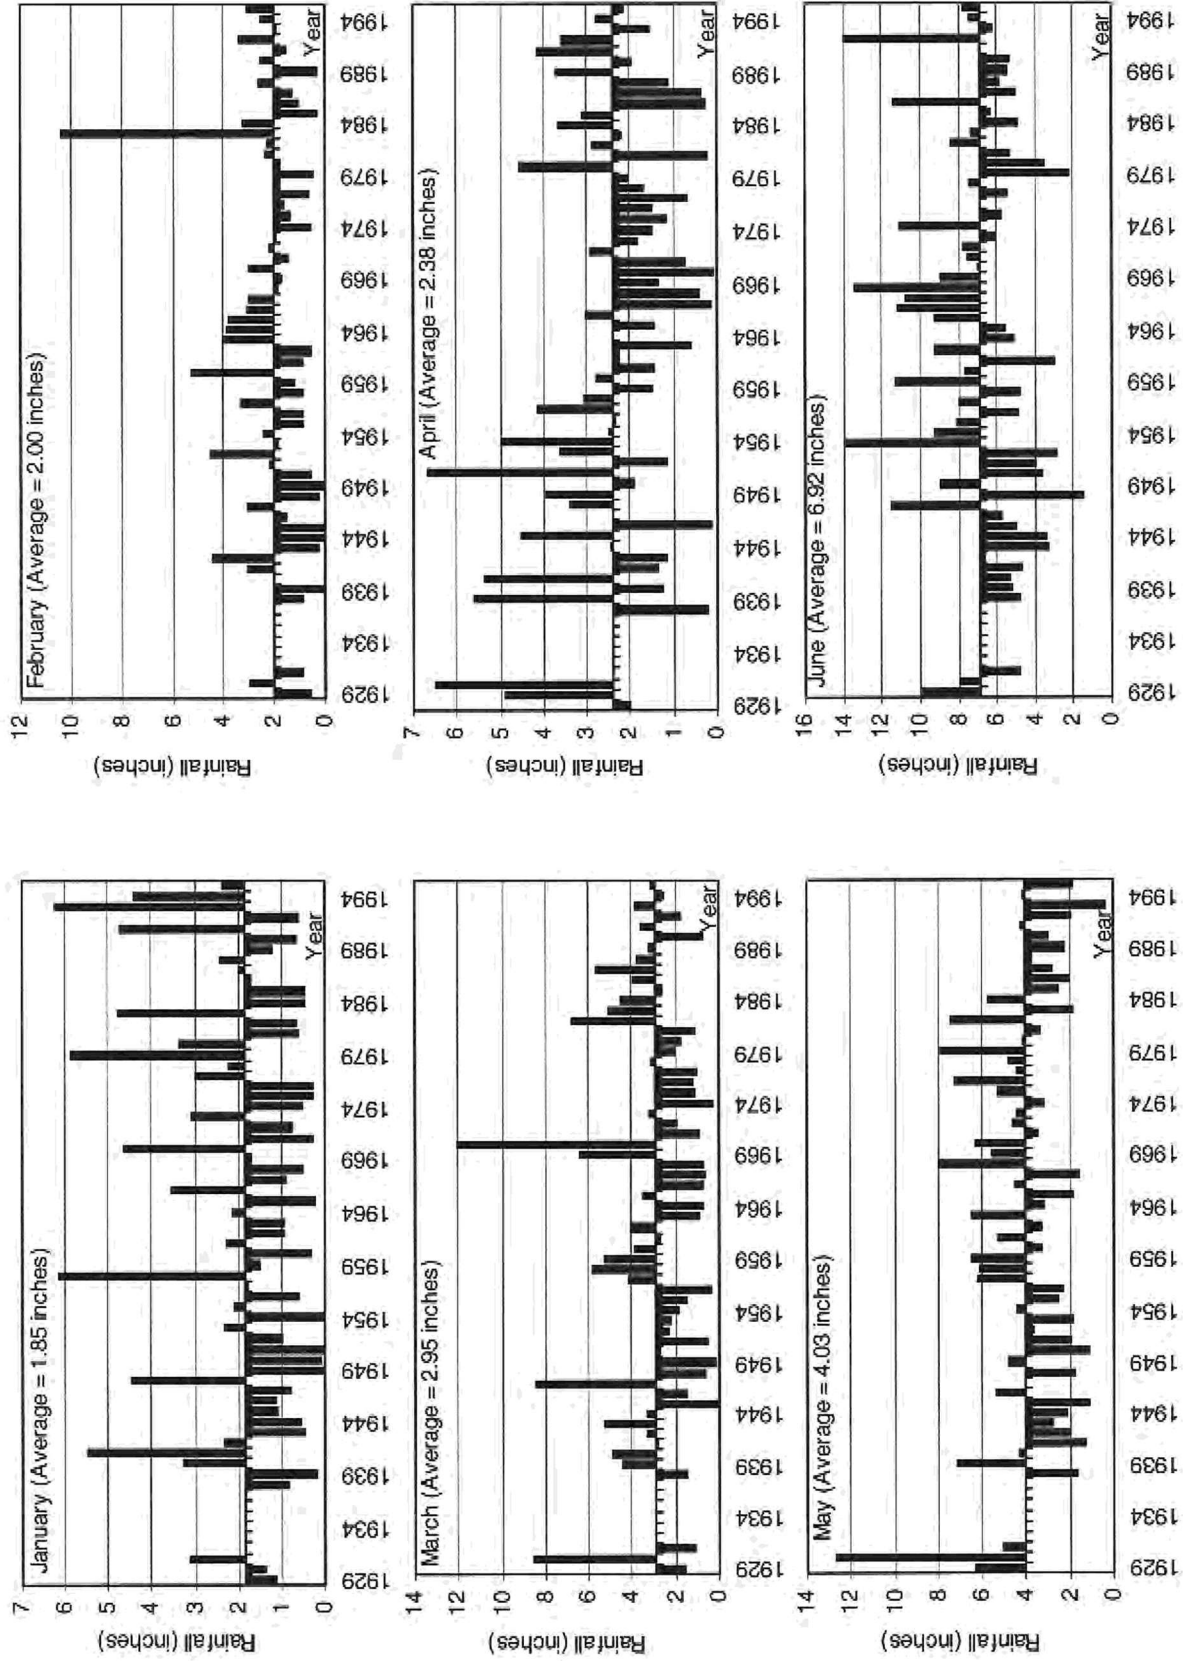 January (Average = 1.85 inches)
7
6
5
4
3
2
1
0
Rainfall (inches)
1929 1934 1939 1944 1949 1954 1959 1964 1969 1974 1979 1984 1989 1994
Year
February (Average = 2.00 inches)
12
10
8
6
4
2
0
Rainfall (inches)
1929 1934 1939 1944 1949 1954 1959 1964 1969 1974 1979 1984 1989 1994
Year
March (Average = 2.95 inches)
14
12
10
8
6
4
2
0
Rainfall (inches)
1929 1934 1939 1944 1949 1954 1959 1964 1969 1974 1979 1984 1989 1994
Year
April (Average = 2.38 inches)
7
6
5
4
3
2
1
0
Rainfall (inches)
1929 1934 1939 1944 1949 1954 1959 1964 1969 1974 1979 1984 1989 1994
Year
May (Average = 4.03 inches)
14
12
10
8
6
4
2
0
Rainfall (inches)
1929 1934 1939 1944 1949 1954 1959 1964 1969 1974 1979 1984 1989 1994
Year
June (Average = 6.92 inches)
16
14
12
10
8
6
4
2
0
Rainfall (inches)
1929 1934 1939 1944 1949 1954 1959 1964 1969 1974 1979 1984 1989 1994
Year